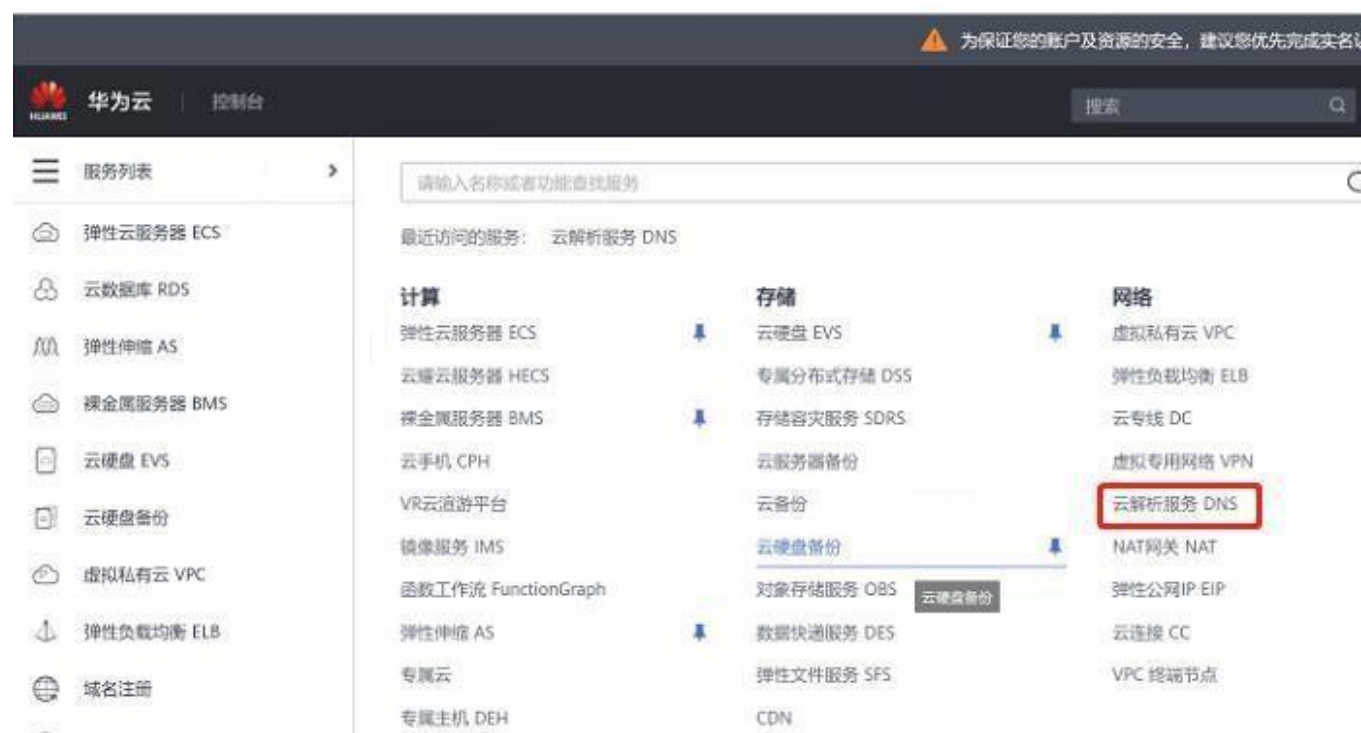 为保证您的账户及资源的安全，建议您优先完成实名认
HUAWEI 华为云 控制台 搜索
服务列表
弹性云服务器 ECS
云数据库 RDS
弹性伸缩 AS
裸金属服务器 BMS
云硬盘 EVS
云硬盘备份
虚拟私有云 VPC
弹性负载均衡 ELB
域名注册
请输入名称或者功能查找服务
最近访问的服务： 云解析服务 DNS
计算
弹性云服务器 ECS
云耀云服务器 HECS
裸金属服务器 BMS
云手机 CPH
VR云渲游平台
镜像服务 IMS
函数工作流 FunctionGraph
弹性伸缩 AS
专属云
专属主机 DEH
存储
云硬盘 EVS
专属分布式存储 DSS
存储容灾服务 SDRS
云服务器备份
云备份
云硬盘备份
对象存储服务 OBS
云硬盘备份
数据快递服务 DES
弹性文件服务 SFS
CDN
网络
虚拟私有云 VPC
弹性负载均衡 ELB
云专线 DC
虚拟专用网络 VPN
云解析服务 DNS
NAT网关 NAT
弹性公网IP EIP
云连接 CC
VPC 终端节点